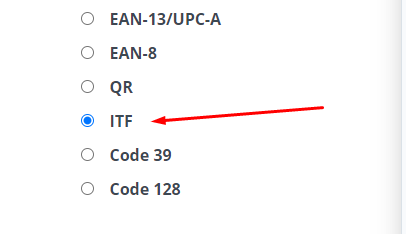 EAN-13/UPC-A
EAN-8
QR
ITF
Code 39
Code 128